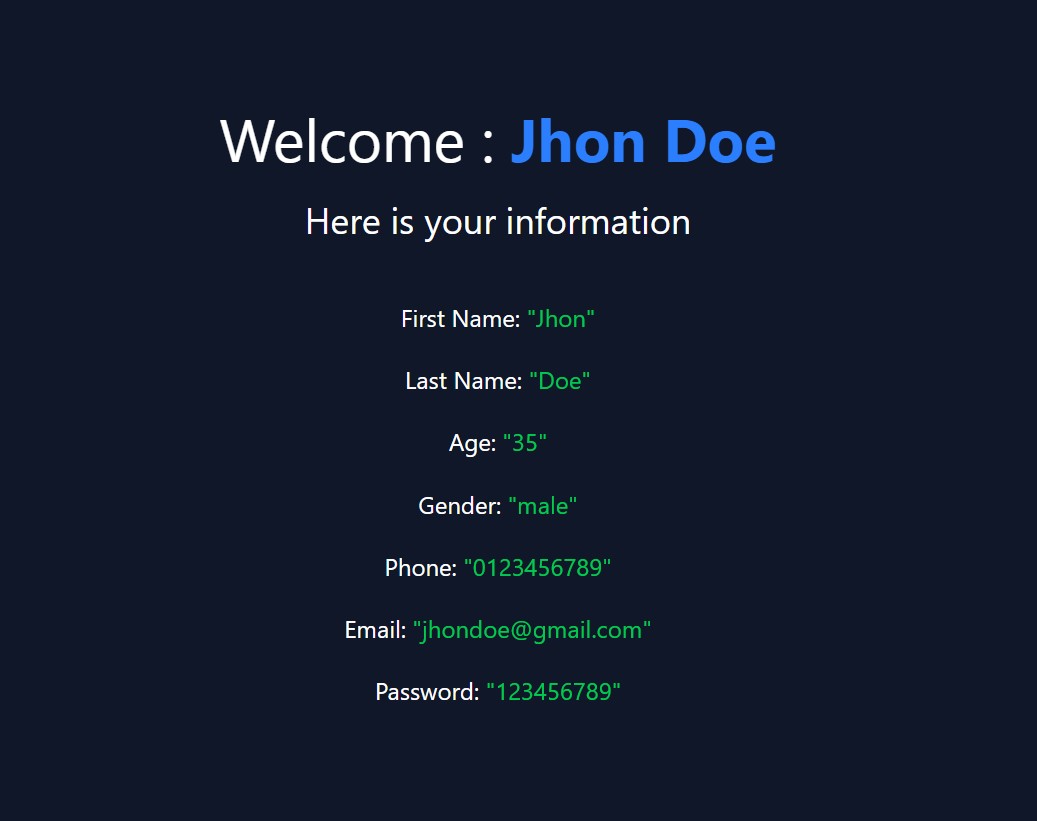 Welcome : Jhon Doe
Here is your information
First Name: "Jhon"
Last Name: "Doe"
Age: "35"
Gender: "male"
Phone: "0123456789"
Email: "jhondoe@gmail.com"
Password: "123456789"